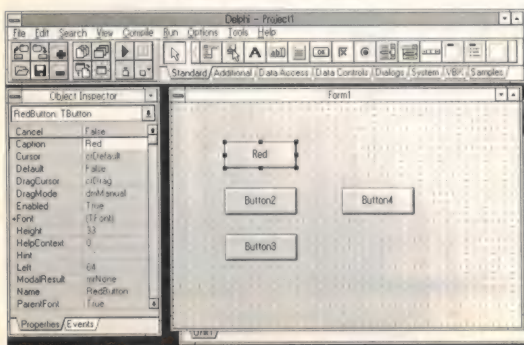 Delphi - Project1
File Edit Search View Compile Run Options Tools Help
A ab OK
Standard Additional Data Access Data Controls Dialogs System VBX Samples
Object Inspector
RedButton: TButton
Cancel False
Caption Red
Cursor crDefault
Default False
DragCursor crDrag
DragMode dmManual
Enabled True
+Font (TFont)
Height 33
HelpContext 0
Hint
Left 64
ModalResult mrNone
Name RedButton
ParentFont True
Properties Events
Form1
Red
Button2 Button4
Button3
Unit1